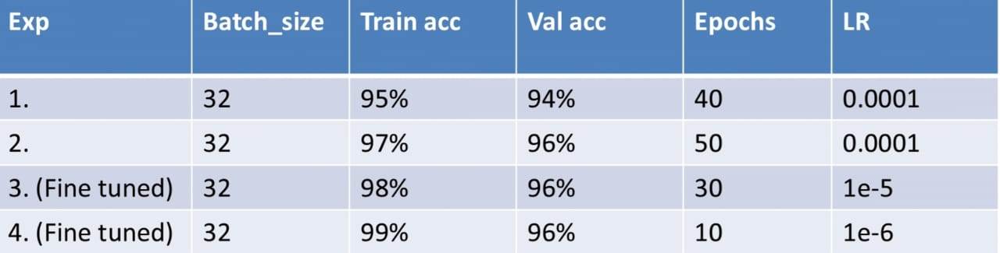 Exp Batch_size Train acc Val acc Epochs LR
1. 32 95% 94% 40 0.0001
2. 32 97% 96% 50 0.0001
3. (Fine tuned) 32 98% 96% 30 1e-5
4. (Fine tuned) 32 99% 96% 10 1e-6